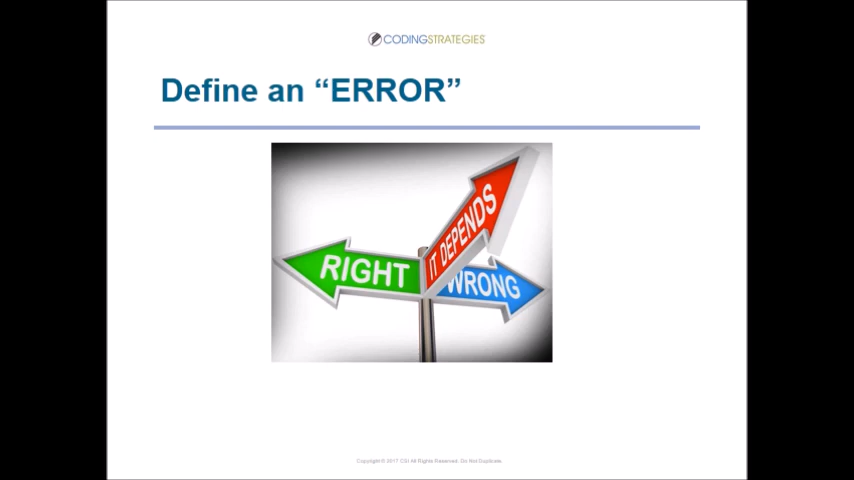 CODINGSTRATEGIES
Define an “ERROR”
RIGHT
IT DEPENDS
WRONG
Copyright © 2017 CSI All Rights Reserved. Do Not Duplicate.